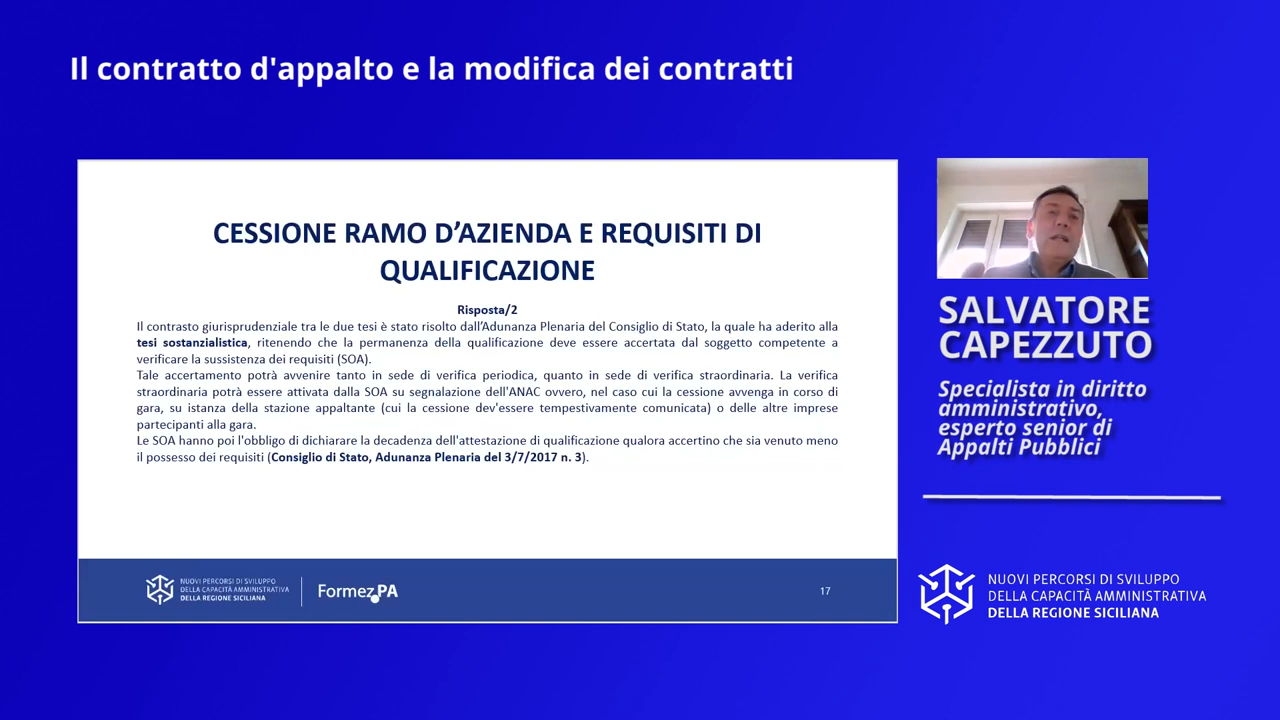 Il contratto d'appalto e la modifica dei contratti
CESSIONE RAMO D’AZIENDA E REQUISITI DI
QUALIFICAZIONE
Risposta/2
Il contrasto giurisprudenziale tra le due tesi è stato risolto dall’Adunanza Plenaria del Consiglio di Stato, la quale ha aderito alla
tesi sostanzialistica, ritenendo che la permanenza della qualificazione deve essere accertata dal soggetto competente a
verificare la sussistenza dei requisiti (SOA).
Tale accertamento potrà avvenire tanto in sede di verifica periodica, quanto in sede di verifica straordinaria. La verifica
straordinaria potrà essere attivata dalla SOA su segnalazione dell'ANAC ovvero, nel caso cui la cessione avvenga in corso di
gara, su istanza della stazione appaltante (cui la cessione dev'essere tempestivamente comunicata) o delle altre imprese
partecipanti alla gara.
Le SOA hanno poi l'obbligo di dichiarare la decadenza dell'attestazione di qualificazione qualora accertino che sia venuto meno
il possesso dei requisiti (Consiglio di Stato, Adunanza Plenaria del 3/7/2017 n. 3).
NUOVI PERCORSI DI SVILUPPO
DELLA CAPACITÀ AMMINISTRATIVA
DELLA REGIONE SICILIANA
Formez PA
17
SALVATORE
CAPEZZUTO
Specialista in diritto
amministrativo,
esperto senior di
Appalti Pubblici
NUOVI PERCORSI DI SVILUPPO
DELLA CAPACITÀ AMMINISTRATIVA
DELLA REGIONE SICILIANA